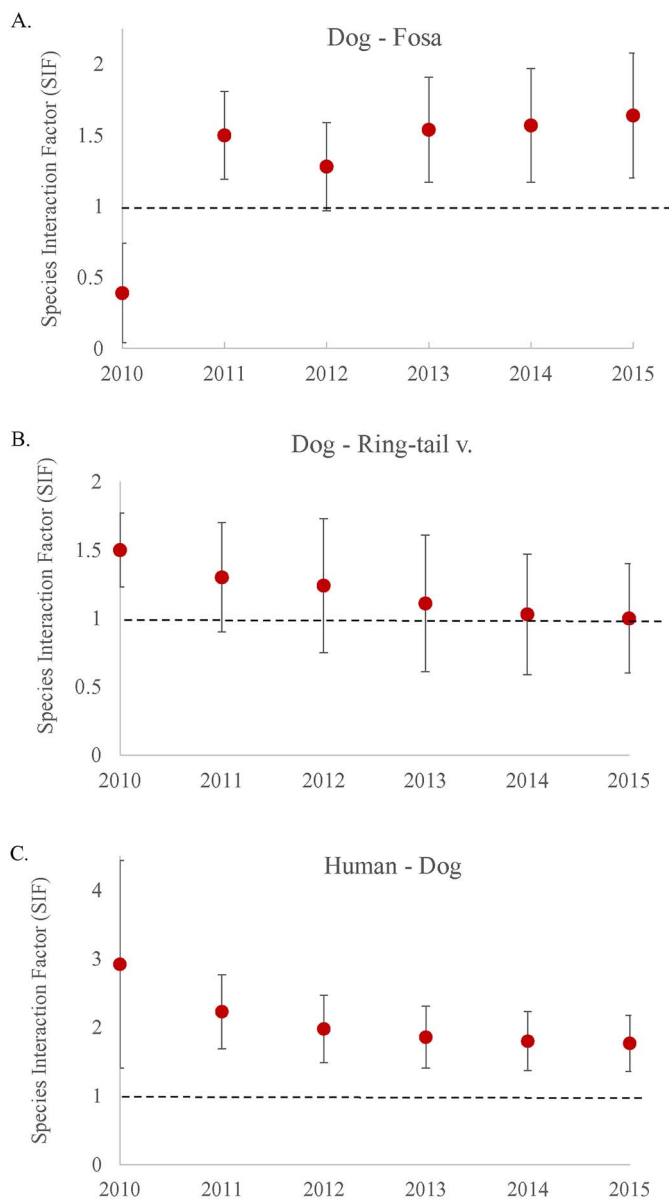 A.
Dog - Fosa
Species Interaction Factor (SIF)
2
1.5
1
0.5
0
2010 2011 2012 2013 2014 2015
B.
Dog - Ring-tail v.
Species Interaction Factor (SIF)
2
1.5
1
0.5
0
2010 2011 2012 2013 2014 2015
C.
Human - Dog
Species Interaction Factor (SIF)
4
3
2
1
0
2010 2011 2012 2013 2014 2015